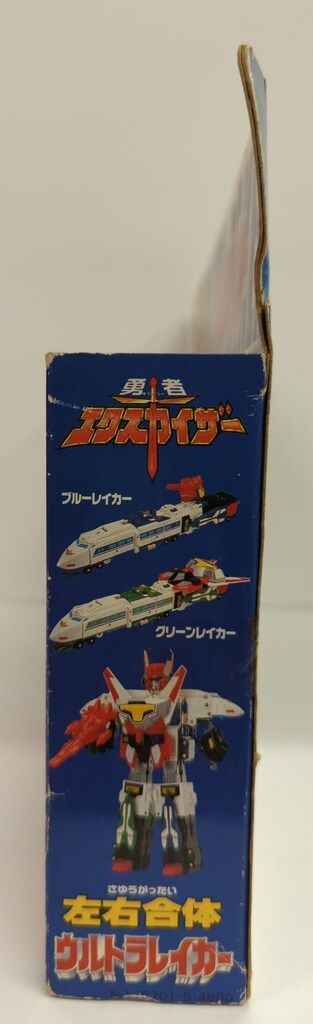 勇者
エクスカイザー
ブルーレイカー
グリーンレイカー
さゆうがったい
左右合体
ウルトラレイカー